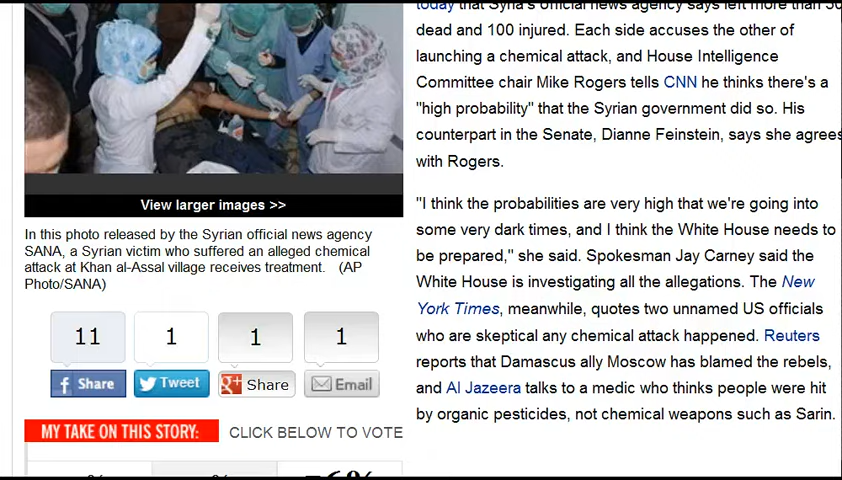 today that Syria's official news agency says left more than 30
dead and 100 injured. Each side accuses the other of
launching a chemical attack, and House Intelligence
Committee chair Mike Rogers tells CNN he thinks there's a
"high probability" that the Syrian government did so. His
counterpart in the Senate, Dianne Feinstein, says she agrees
with Rogers.
"I think the probabilities are very high that we're going into
some very dark times, and I think the White House needs to
be prepared," she said. Spokesman Jay Carney said the
White House is investigating all the allegations. The New
York Times, meanwhile, quotes two unnamed US officials
who are skeptical any chemical attack happened. Reuters
reports that Damascus ally Moscow has blamed the rebels,
and Al Jazeera talks to a medic who thinks people were hit
by organic pesticides, not chemical weapons such as Sarin.
View larger images >>
In this photo released by the Syrian official news agency
SANA, a Syrian victim who suffered an alleged chemical
attack at Khan al-Assal village receives treatment. (AP
Photo/SANA)
11 1 1 1
f Share Tweet g+ Share Email
MY TAKE ON THIS STORY: CLICK BELOW TO VOTE